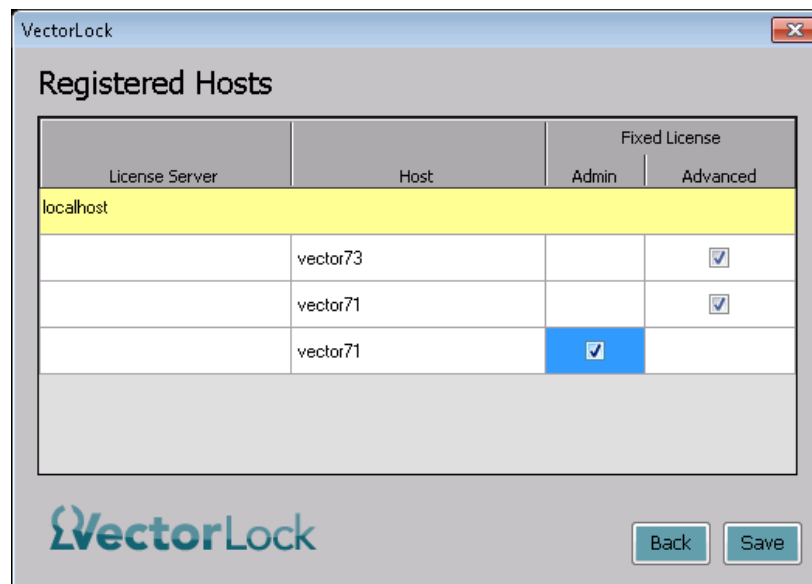 VectorLock
Registered Hosts
Fixed License
License Server Host Admin Advanced
localhost
vector73
vector71
vector71
VectorLock
Back Save